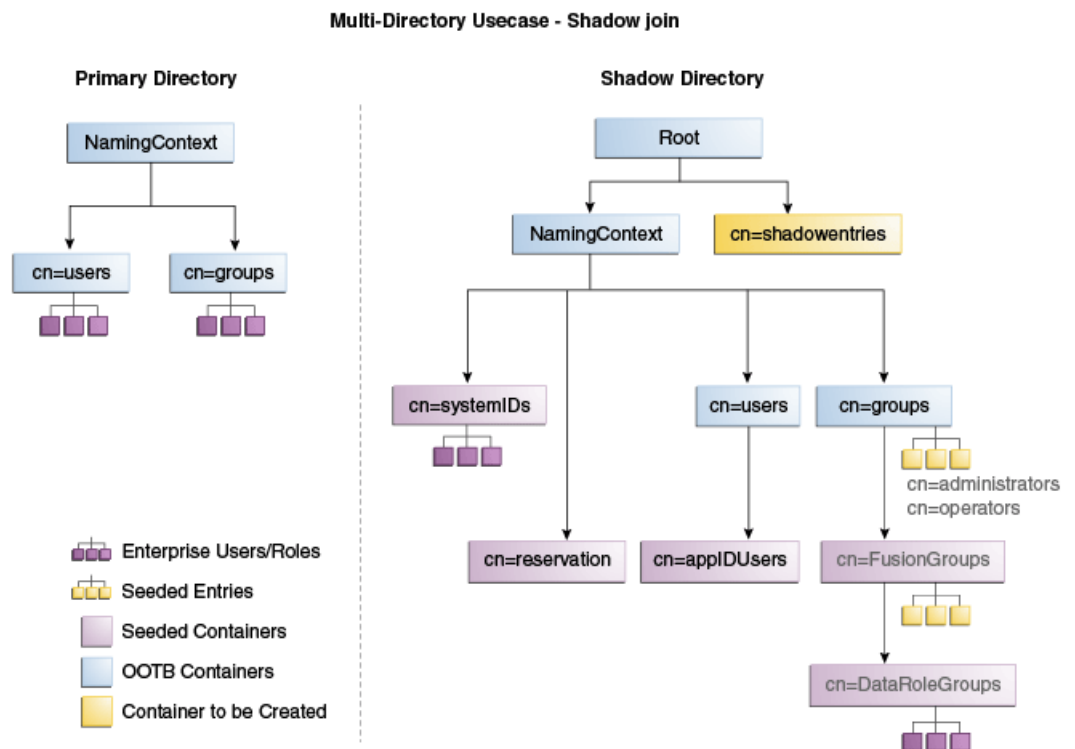 Multi-Directory Usecase - Shadow join
Primary Directory
NamingContext
cn=users
cn=groups
Shadow Directory
Root
NamingContext
cn=shadowentries
cn=systemIDs
cn=users
cn=groups
cn=administrators
cn=operators
cn=reservation
cn=appIDUsers
cn=FusionGroups
cn=DataRoleGroups
Enterprise Users/Roles
Seeded Entries
Seeded Containers
OOTB Containers
Container to be Created